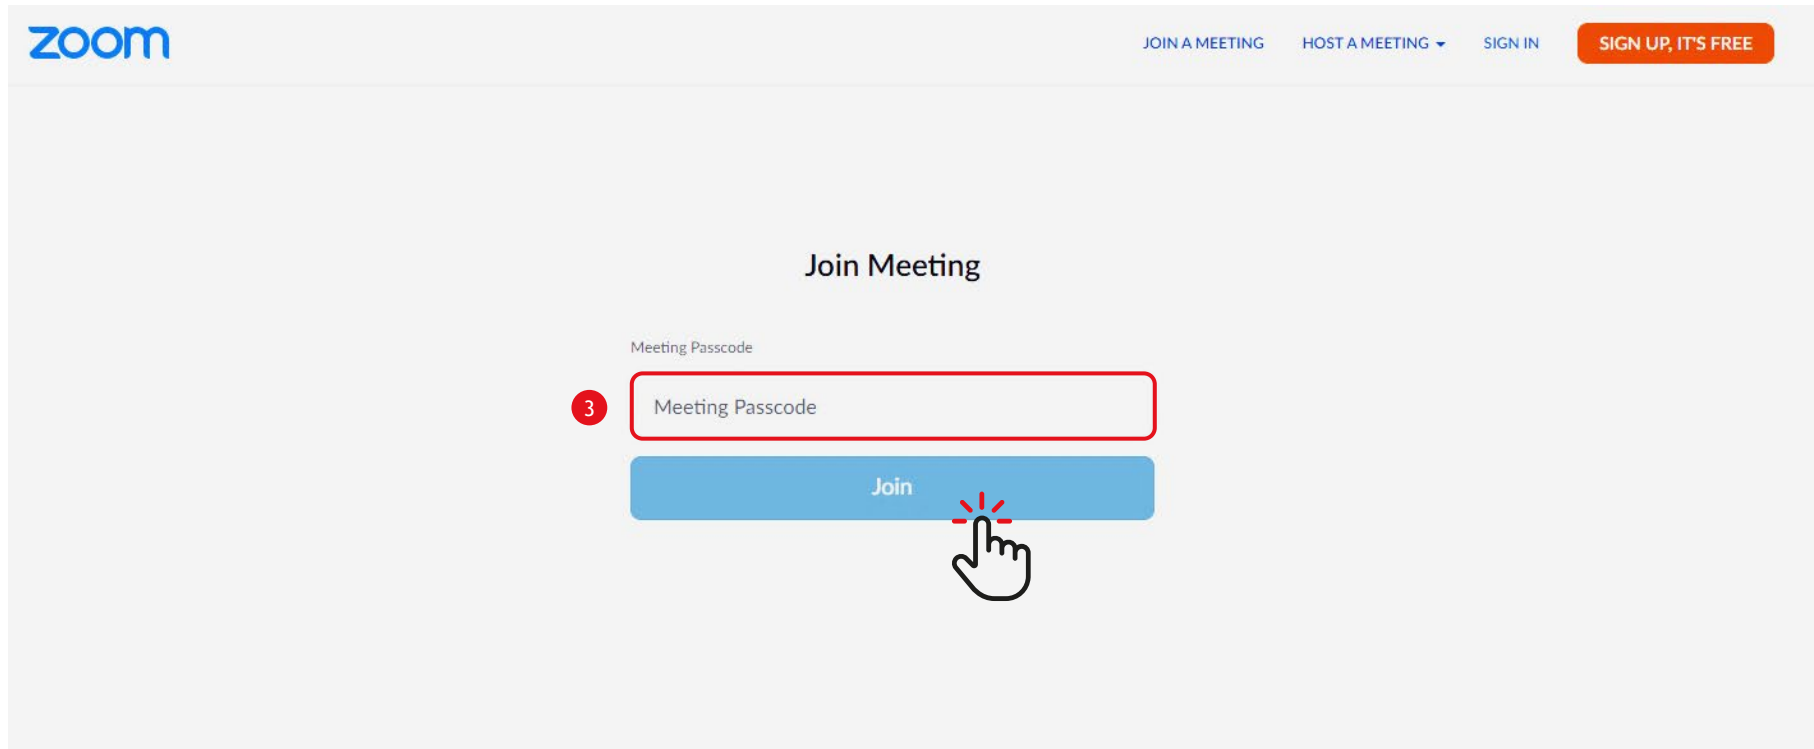 zoom
JOIN A MEETING HOST A MEETING SIGN IN SIGN UP, IT'S FREE
Join Meeting
Meeting Passcode
3 Meeting Passcode
Join